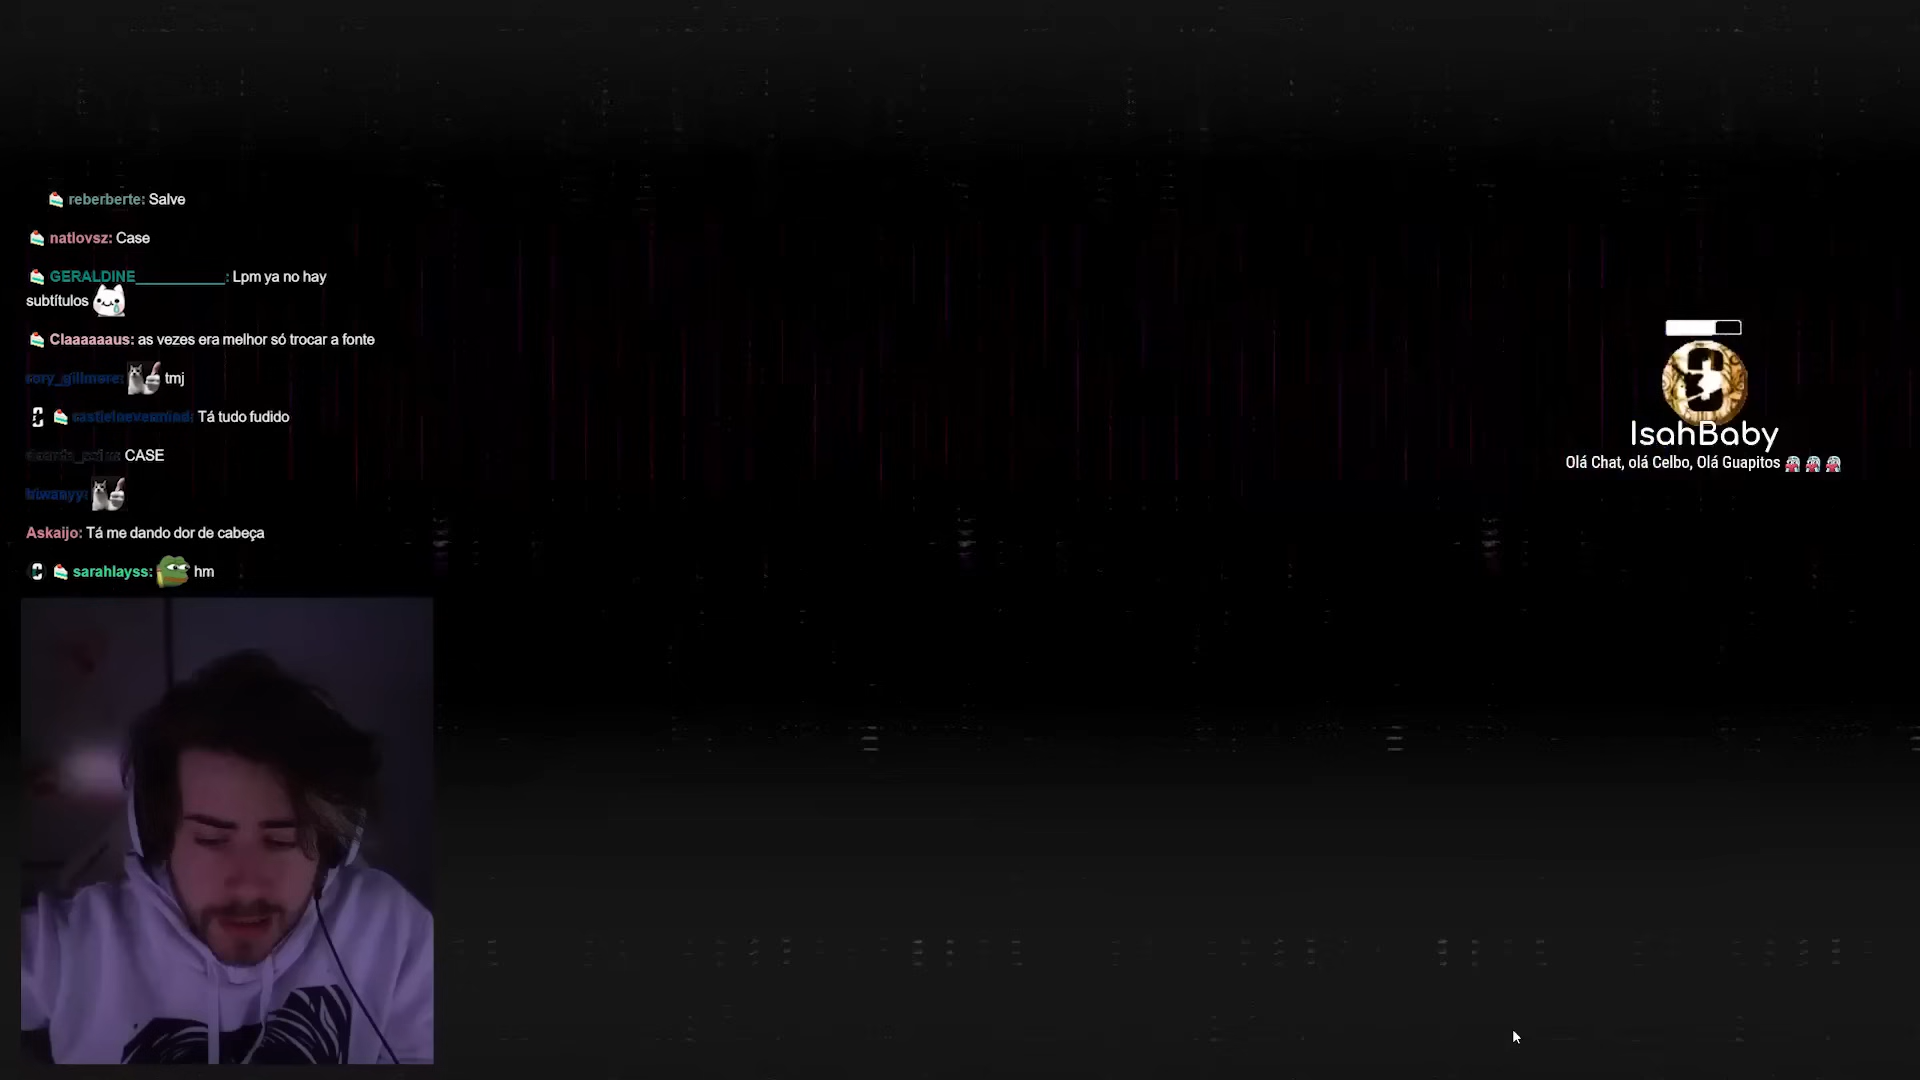 reberberte: Salve
natlovsz: Case
GERALDINE___________: Lpm ya no hay
subtítulos
Claaaaaaus: as vezes era melhor só trocar a fonte
rory_gillmore: tmj
castielnevermind: Tá tudo fudido
CASE
Askaijo: Tá me dando dor de cabeça
sarahlayss: hm
IsahBaby
Olá Chat, olá Celbo, Olá Guapitos